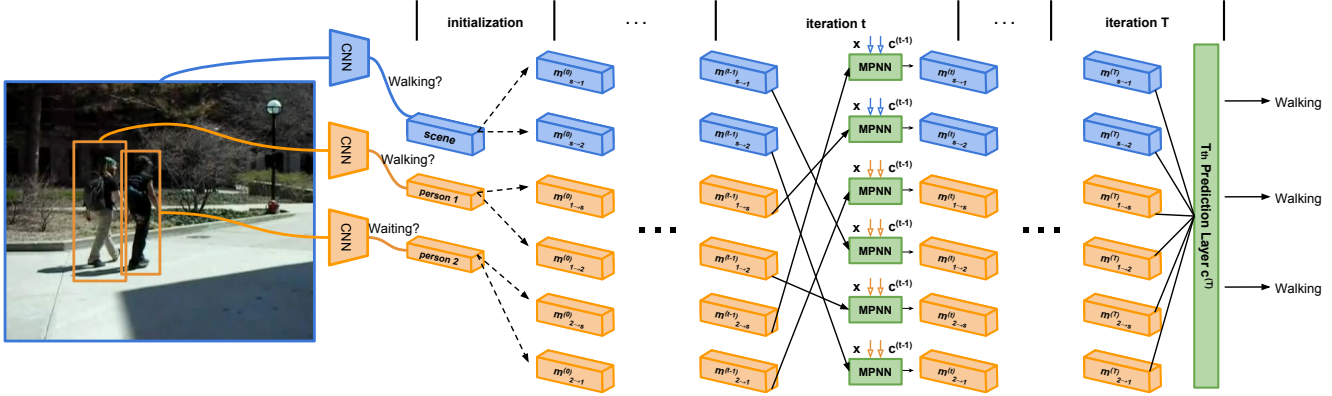 initialization
. . .
iteration t
. . .
iteration T
CNN
Walking?
scene
CNN
Walking?
person 1
CNN
Waiting?
person 2
m(0) s→1
m(0) s→2
m(0) 1→s
m(0) 1→2
m(0) 2→s
m(0) 2→1
m(t-1) s→1
m(t-1) s→2
m(t-1) 1→s
m(t-1) 1→2
m(t-1) 2→s
m(t-1) 2→1
x c(t-1)
MPNN
x c(t-1)
MPNN
x c(t-1)
MPNN
x c(t-1)
MPNN
x c(t-1)
MPNN
x c(t-1)
MPNN
m(t) s→1
m(t) s→2
m(t) 1→s
m(t) 1→2
m(t) 2→s
m(t) 2→1
m(T) s→1
m(T) s→2
m(T) 1→s
m(T) 1→2
m(T) 2→s
m(T) 2→1
Tth Prediction Layer c(T)
Walking
Walking
Walking